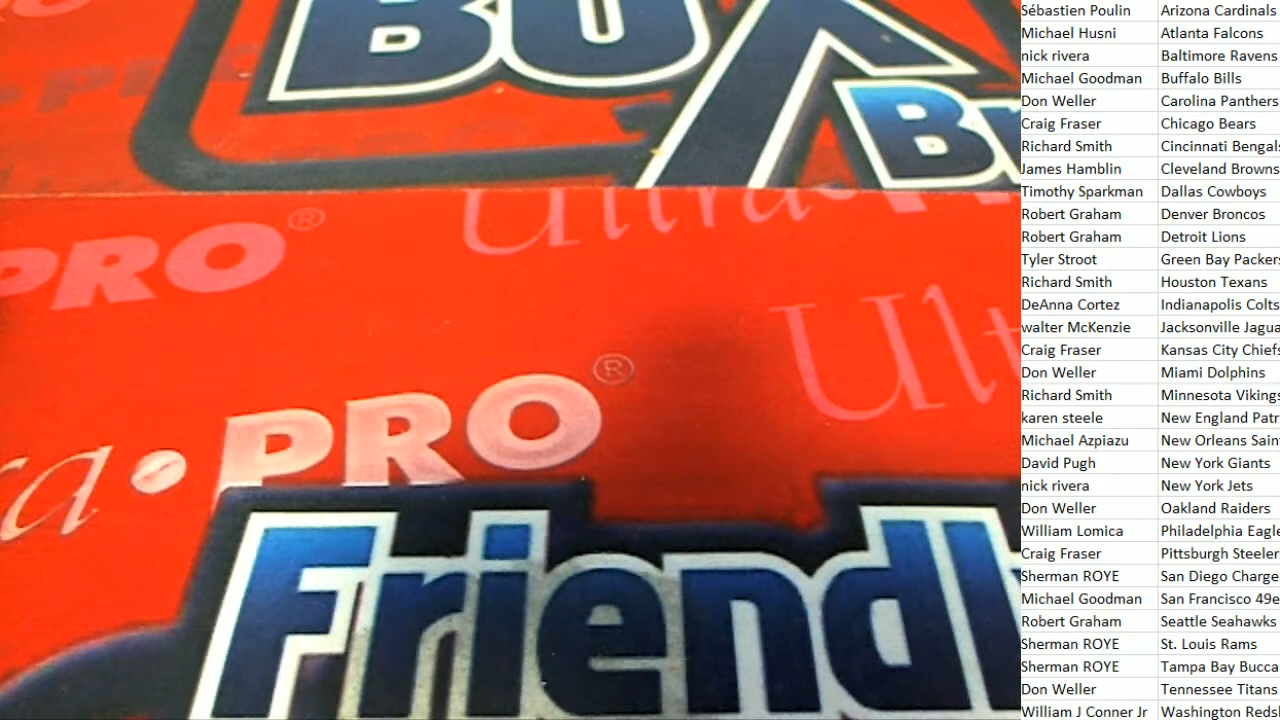 BU
Br
Ultra
PRO®
Ult
ra•PRO®
Friendl
Sébastien Poulin Arizona Cardinals
Michael Husni Atlanta Falcons
nick rivera Baltimore Ravens
Michael Goodman Buffalo Bills
Don Weller Carolina Panthers
Craig Fraser Chicago Bears
Richard Smith Cincinnati Bengals
James Hamblin Cleveland Browns
Timothy Sparkman Dallas Cowboys
Robert Graham Denver Broncos
Robert Graham Detroit Lions
Tyler Stroot Green Bay Packers
Richard Smith Houston Texans
DeAnna Cortez Indianapolis Colts
walter McKenzie Jacksonville Jagua
Craig Fraser Kansas City Chiefs
Don Weller Miami Dolphins
Richard Smith Minnesota Vikings
karen steele New England Patr
Michael Azpiazu New Orleans Sain
David Pugh New York Giants
nick rivera New York Jets
Don Weller Oakland Raiders
William Lomica Philadelphia Eagle
Craig Fraser Pittsburgh Steeler
Sherman ROYE San Diego Charge
Michael Goodman San Francisco 49e
Robert Graham Seattle Seahawks
Sherman ROYE St. Louis Rams
Sherman ROYE Tampa Bay Bucca
Don Weller Tennessee Titans
William J Conner Jr Washington Reds